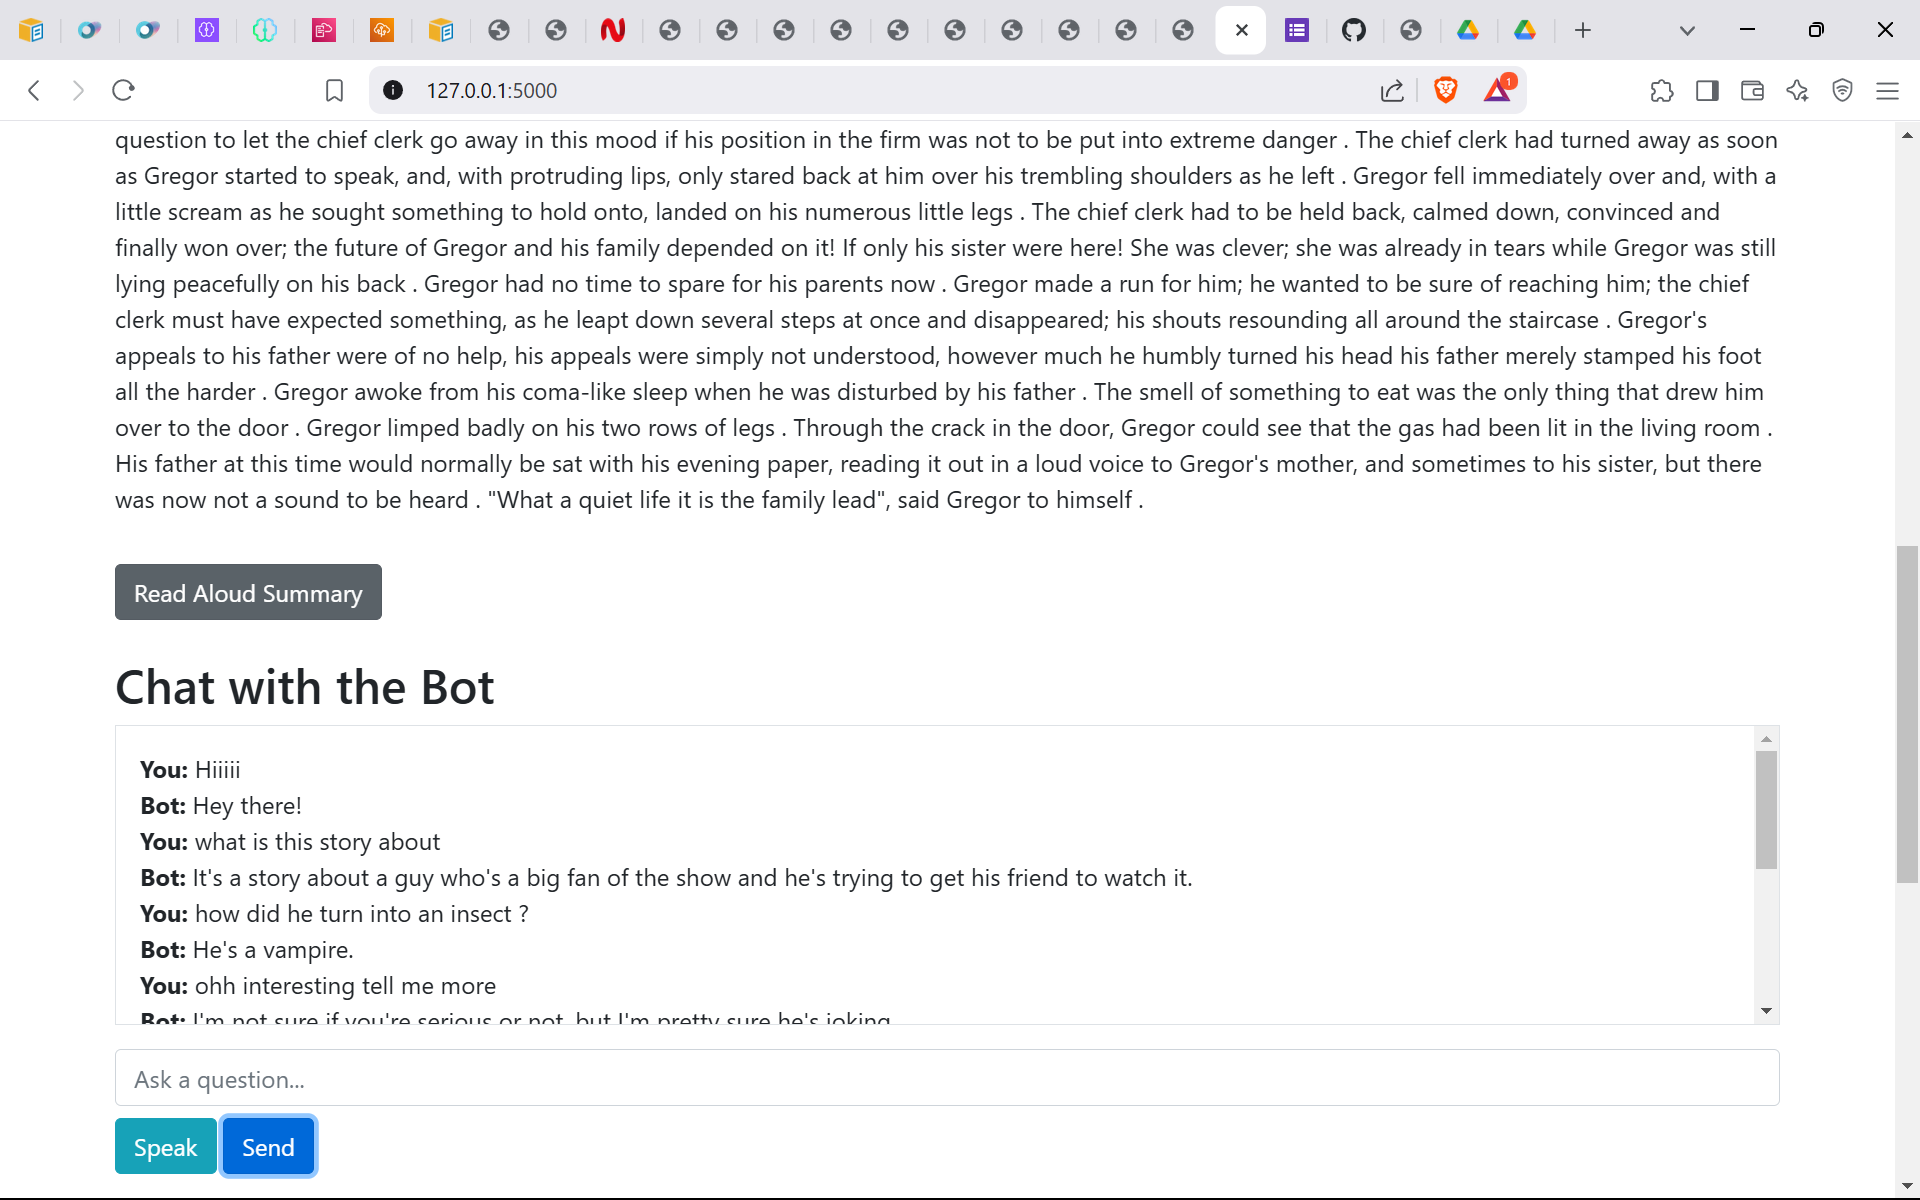 127.0.0.1:5000
1
question to let the chief clerk go away in this mood if his position in the firm was not to be put into extreme danger . The chief clerk had turned away as soon
as Gregor started to speak, and, with protruding lips, only stared back at him over his trembling shoulders as he left . Gregor fell immediately over and, with a
little scream as he sought something to hold onto, landed on his numerous little legs . The chief clerk had to be held back, calmed down, convinced and
finally won over; the future of Gregor and his family depended on it! If only his sister were here! She was clever; she was already in tears while Gregor was still
lying peacefully on his back . Gregor had no time to spare for his parents now . Gregor made a run for him; he wanted to be sure of reaching him; the chief
clerk must have expected something, as he leapt down several steps at once and disappeared; his shouts resounding all around the staircase . Gregor's
appeals to his father were of no help, his appeals were simply not understood, however much he humbly turned his head his father merely stamped his foot
all the harder . Gregor awoke from his coma-like sleep when he was disturbed by his father . The smell of something to eat was the only thing that drew him
over to the door . Gregor limped badly on his two rows of legs . Through the crack in the door, Gregor could see that the gas had been lit in the living room .
His father at this time would normally be sat with his evening paper, reading it out in a loud voice to Gregor's mother, and sometimes to his sister, but there
was now not a sound to be heard . "What a quiet life it is the family lead", said Gregor to himself .
Read Aloud Summary
Chat with the Bot
You: Hiiiii
Bot: Hey there!
You: what is this story about
Bot: It's a story about a guy who's a big fan of the show and he's trying to get his friend to watch it.
You: how did he turn into an insect ?
Bot: He's a vampire.
You: ohh interesting tell me more
Bot: I'm not sure if you're serious or not, but I'm pretty sure he's joking.
Ask a question...
Speak
Send